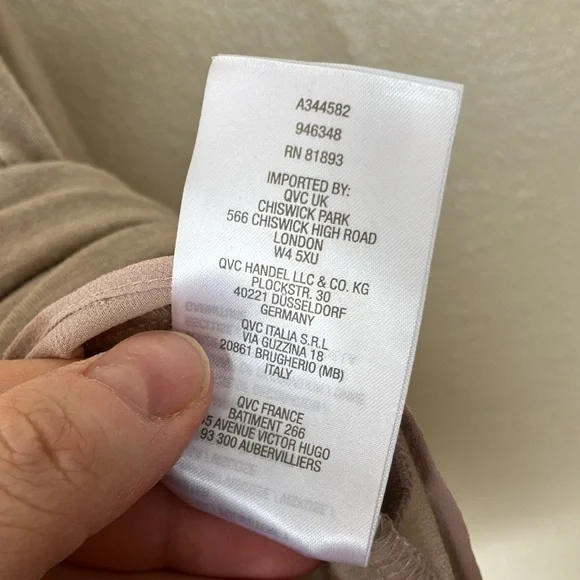 A344582
946348
RN 81893
IMPORTED BY:
QVC UK
CHISWICK PARK
566 CHISWICK HIGH ROAD
LONDON
W4 5XU
QVC HANDEL LLC & CO. KG
PLOCKSTR. 30
40221 DÜSSELDORF
GERMANY
QVC ITALIA S.R.L
VIA GUZZINA 18
20861 BRUGHERIO (MB)
ITALY
QVC FRANCE
BATIMENT 266
AVENUE VICTOR HUGO
93 300 AUBERVILLIERS